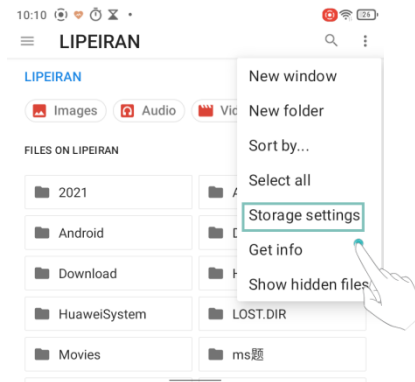 10:10
26
LIPEIRAN
LIPEIRAN
Images Audio Vid
FILES ON LIPEIRAN
2021
Android
Download
HuaweiSystem LOST.DIR
Movies ms题
New window
New folder
Sort by...
Select all
Storage settings
Get info
Show hidden files